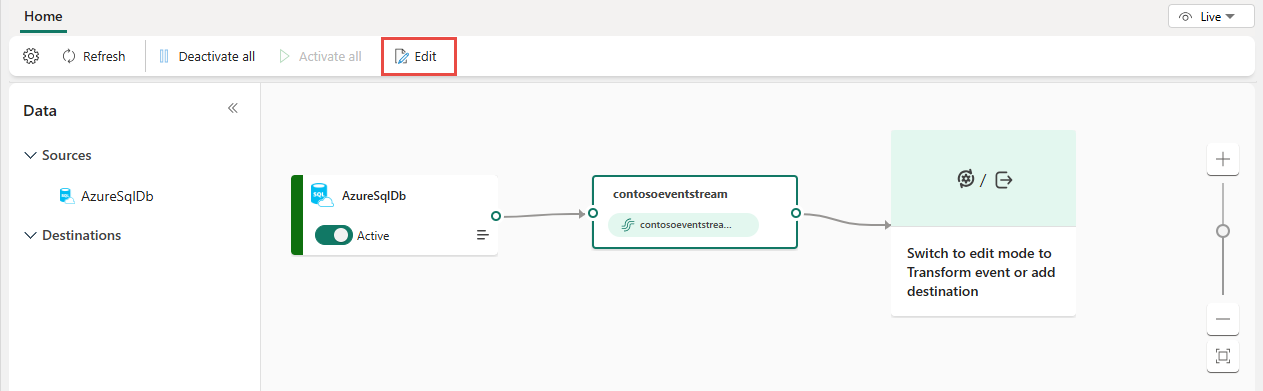 Home
Live
Refresh
Deactivate all
Activate all
Edit
Data
Sources
AzureSqlDb
Destinations
SQL
AzureSqlDb
Active
contosoeventstream
contosoeventstrea...
/
Switch to edit mode to
Transform event or add
destination